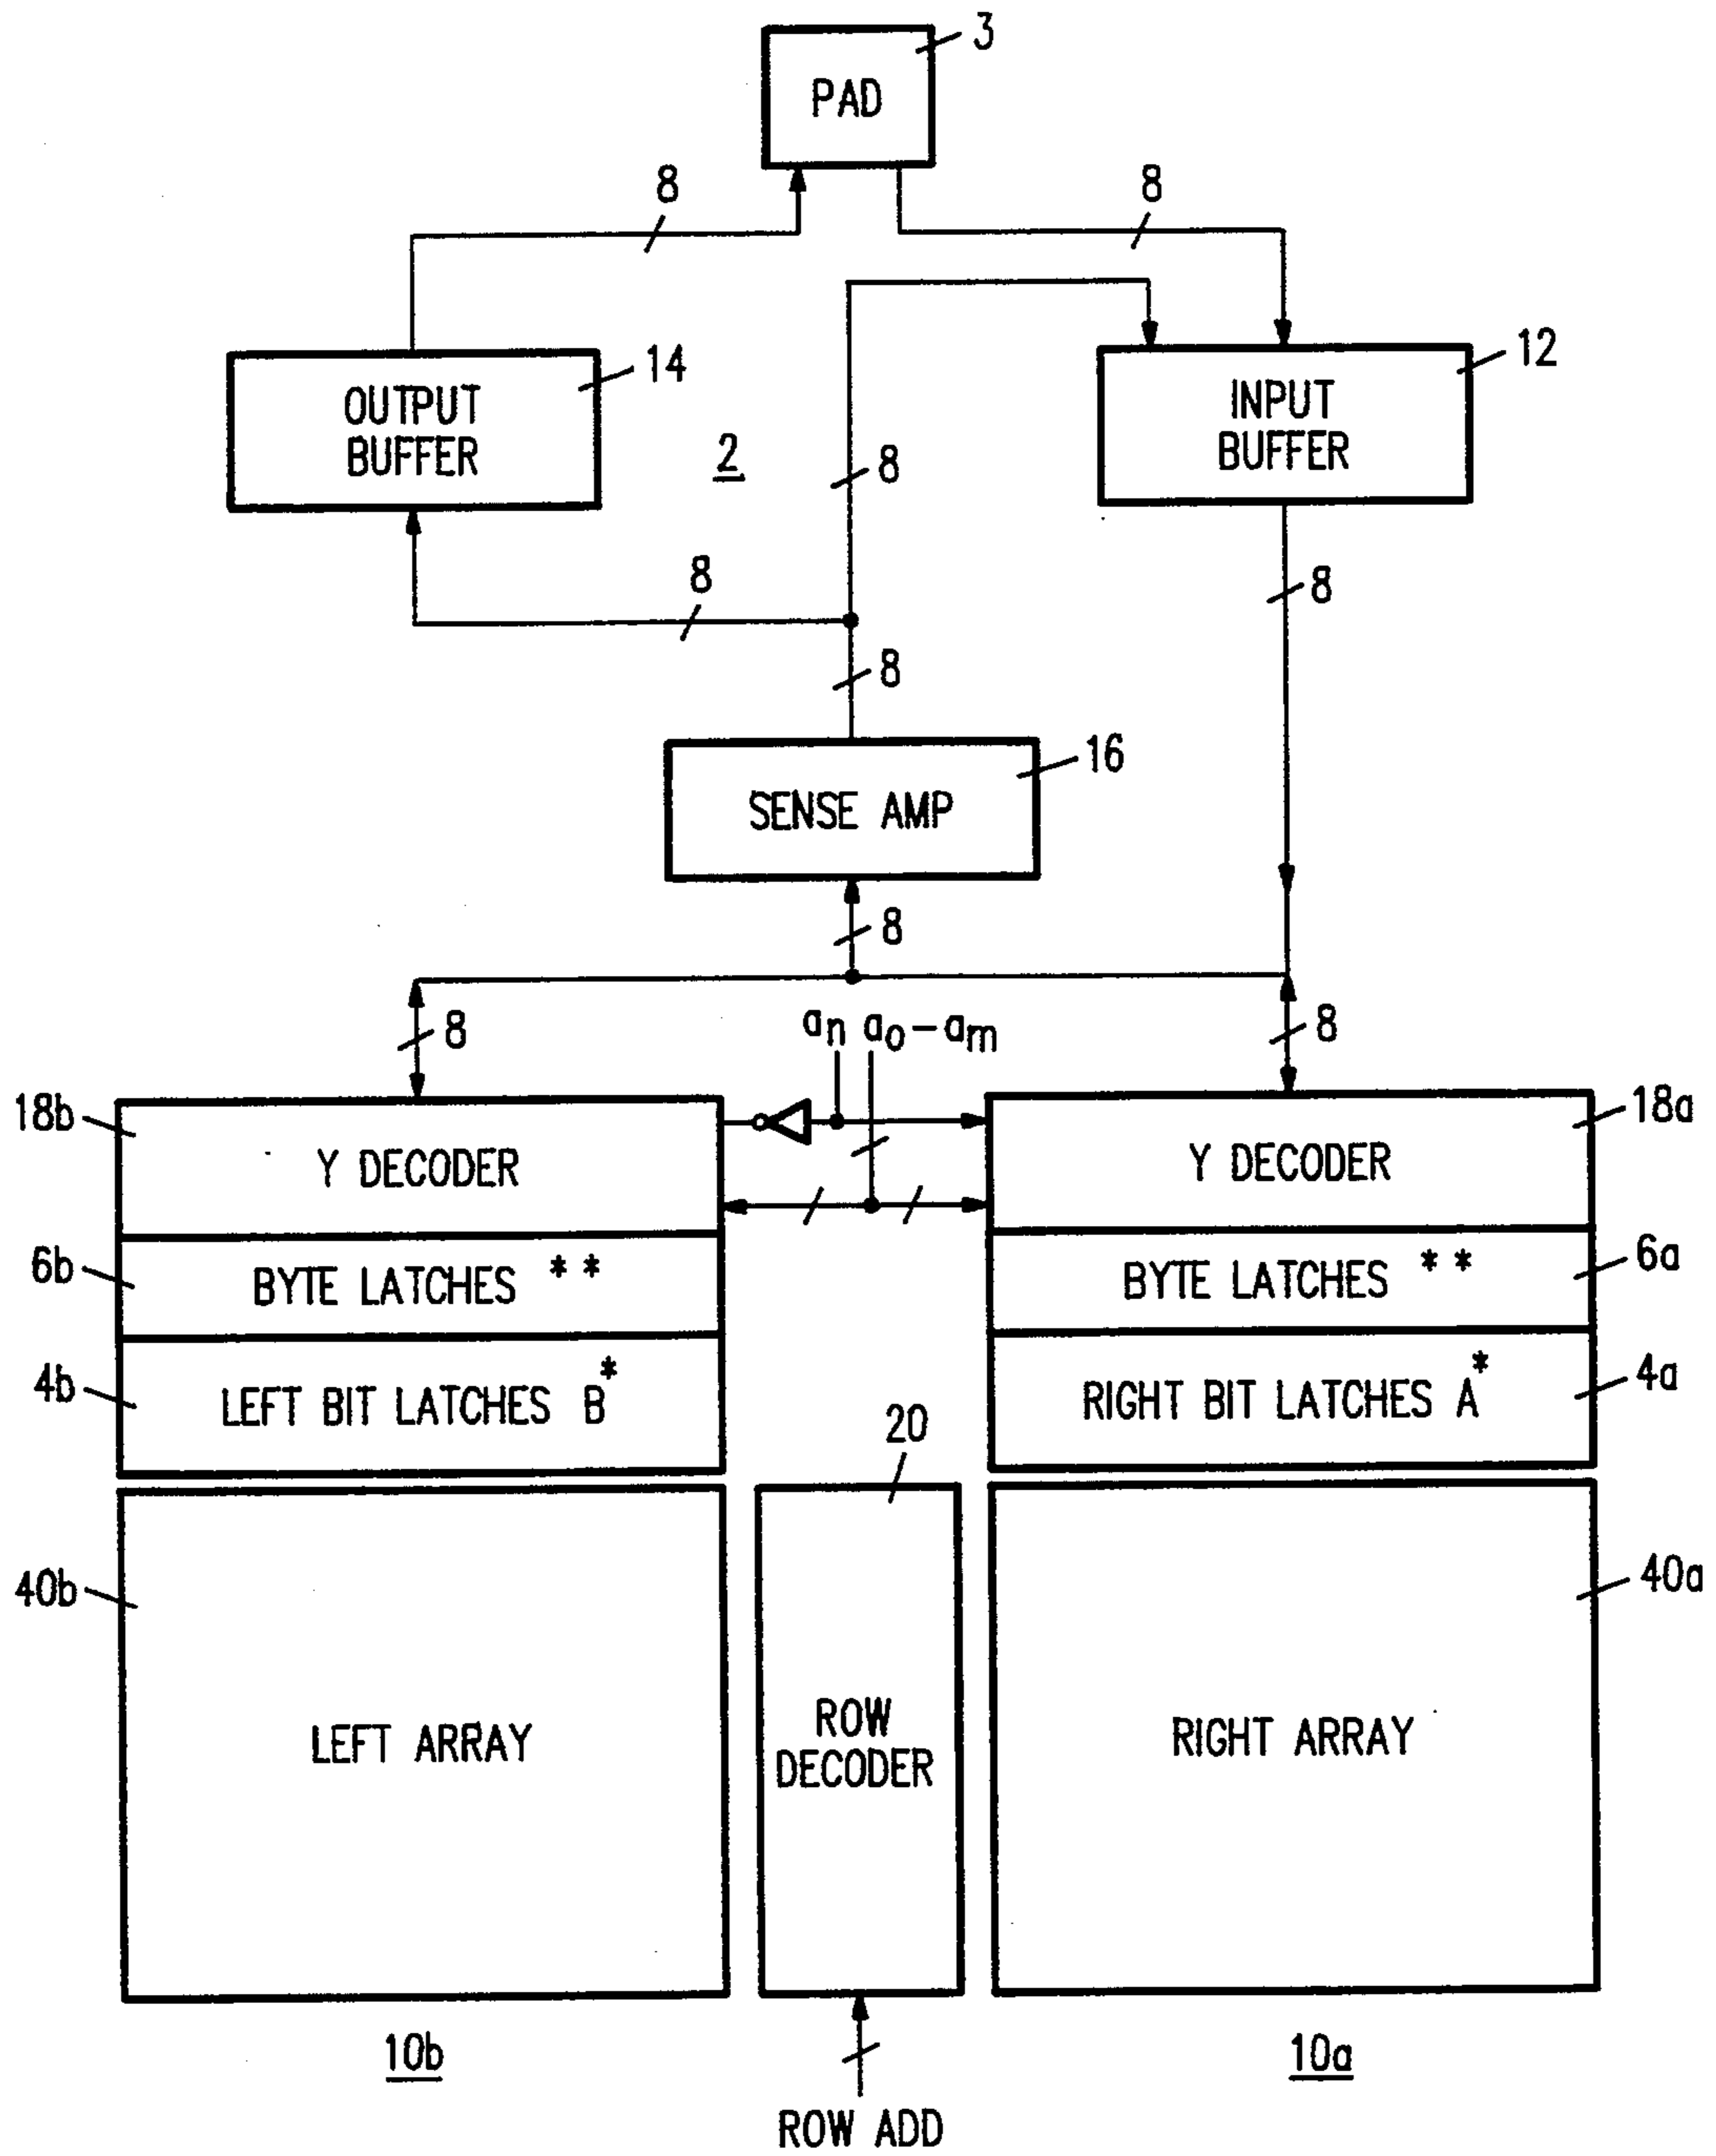 3
PAD
8
8
14
12
OUTPUT
BUFFER
2
INPUT
BUFFER
8
8
8
8
16
SENSE AMP
8
8
aₙ
a₀-aₘ
8
18b
Y DECODER
18a
Y DECODER
6b
BYTE LATCHES **
BYTE LATCHES **
6a
4b
LEFT BIT LATCHES B*
RIGHT BIT LATCHES A*
4a
20
40b
LEFT ARRAY
ROW
DECODER
RIGHT ARRAY
40a
10b
10a
ROW ADD